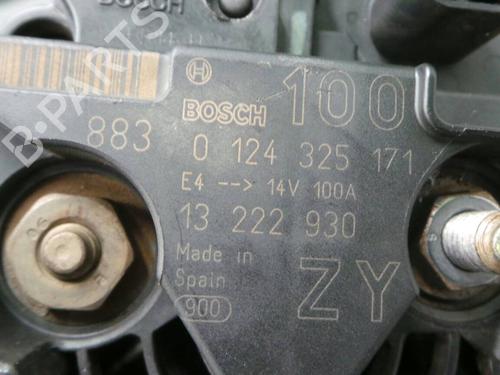 BOSCH
BOSCH 100
883 0 124 325 171
E4 --> 14V 100A
13 222 930
Made in
Spain
900
ZY